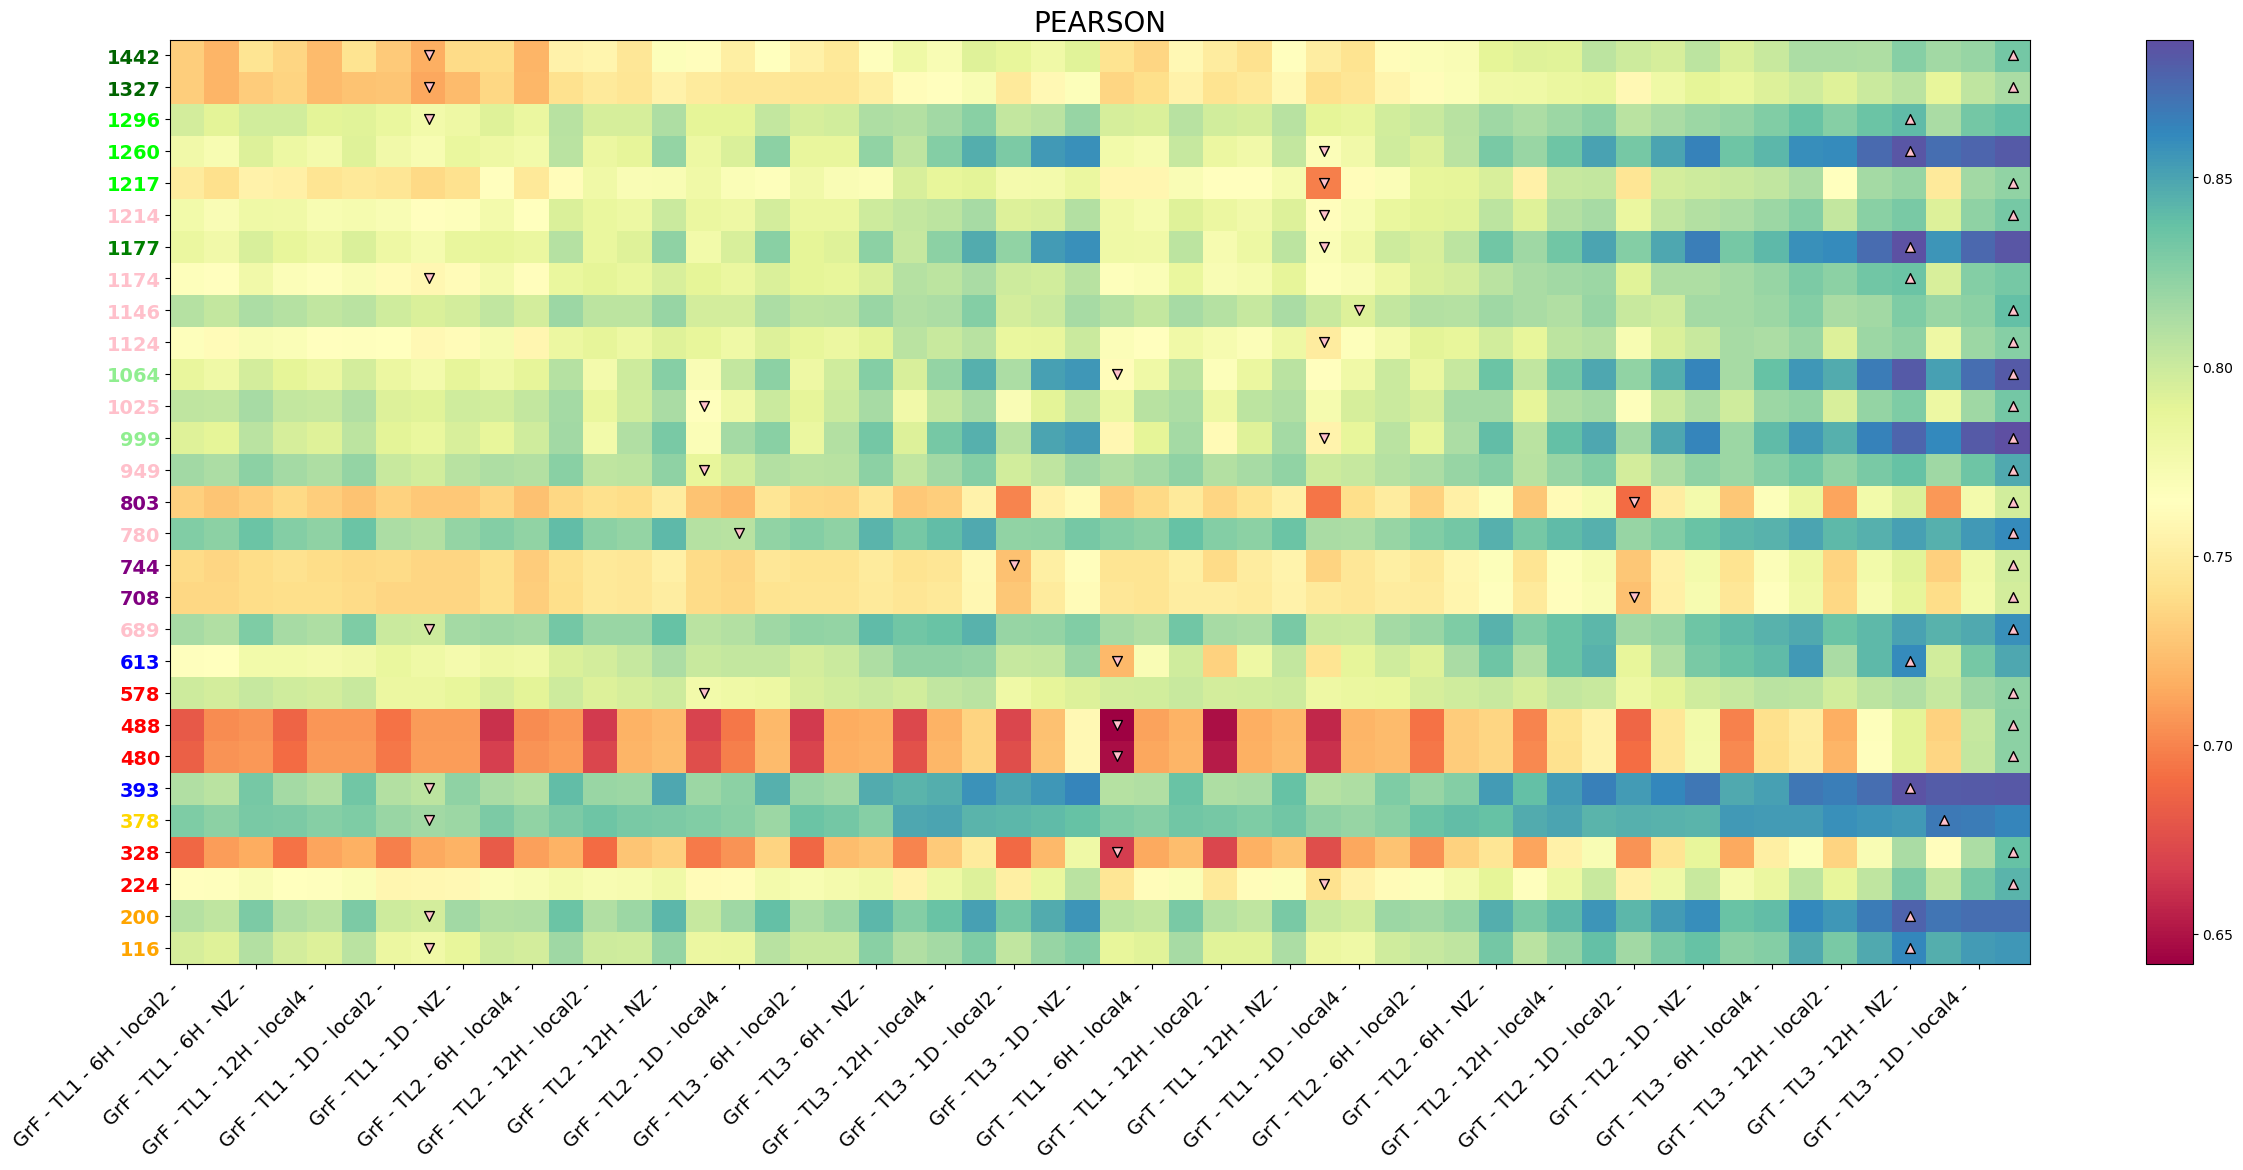 PEARSON
1442
1327
1296
1260
1217
1214
1177
1174
1146
1124
1064
1025
999
949
803
780
744
708
689
613
578
488
480
393
378
328
224
200
116
0.85
0.80
0.75
0.70
0.65
GrF - TL1 - 6H - local2 -
GrF - TL1 - 6H - NZ -
GrF - TL1 - 12H - local4 -
GrF - TL1 - 1D - local2 -
GrF - TL1 - 1D - NZ -
GrF - TL2 - 6H - local4 -
GrF - TL2 - 12H - local2 -
GrF - TL2 - 12H - NZ -
GrF - TL2 - 1D - local4 -
GrF - TL3 - 6H - local2 -
GrF - TL3 - 6H - NZ -
GrF - TL3 - 12H - local4 -
GrF - TL3 - 1D - local2 -
GrF - TL3 - 1D - NZ -
GrT - TL1 - 6H - local4 -
GrT - TL1 - 12H - local2 -
GrT - TL1 - 12H - NZ -
GrT - TL1 - 1D - local4 -
GrT - TL2 - 6H - local2 -
GrT - TL2 - 6H - NZ -
GrT - TL2 - 12H - local4 -
GrT - TL2 - 1D - local2 -
GrT - TL2 - 1D - NZ -
GrT - TL3 - 6H - local4 -
GrT - TL3 - 12H - local2 -
GrT - TL3 - 12H - NZ -
GrT - TL3 - 1D - local4 -